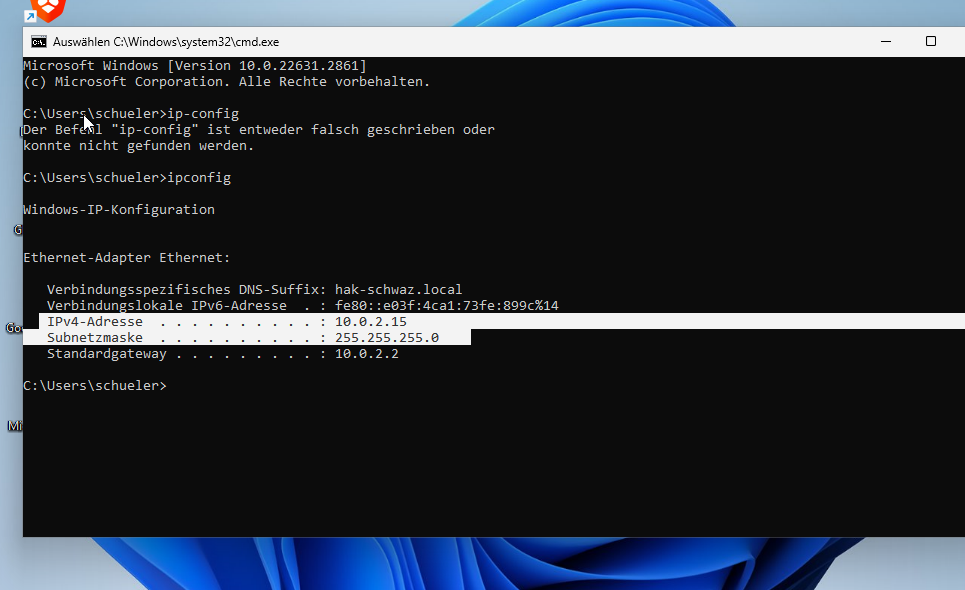 Auswählen C:\Windows\system32\cmd.exe
Microsoft Windows [Version 10.0.22631.2861]
(c) Microsoft Corporation. Alle Rechte vorbehalten.
C:\Users\schueler>ip-config
Der Befehl "ip-config" ist entweder falsch geschrieben oder
konnte nicht gefunden werden.
C:\Users\schueler>ipconfig
Windows-IP-Konfiguration
Ethernet-Adapter Ethernet:
Verbindungsspezifisches DNS-Suffix: hak-schwaz.local
Verbindungslokale IPv6-Adresse  . : fe80::e03f:4ca1:73fe:899c%14
IPv4-Adresse  . . . . . . . . . . : 10.0.2.15
Subnetzmaske  . . . . . . . . . . : 255.255.255.0
Standardgateway . . . . . . . . . : 10.0.2.2
C:\Users\schueler>